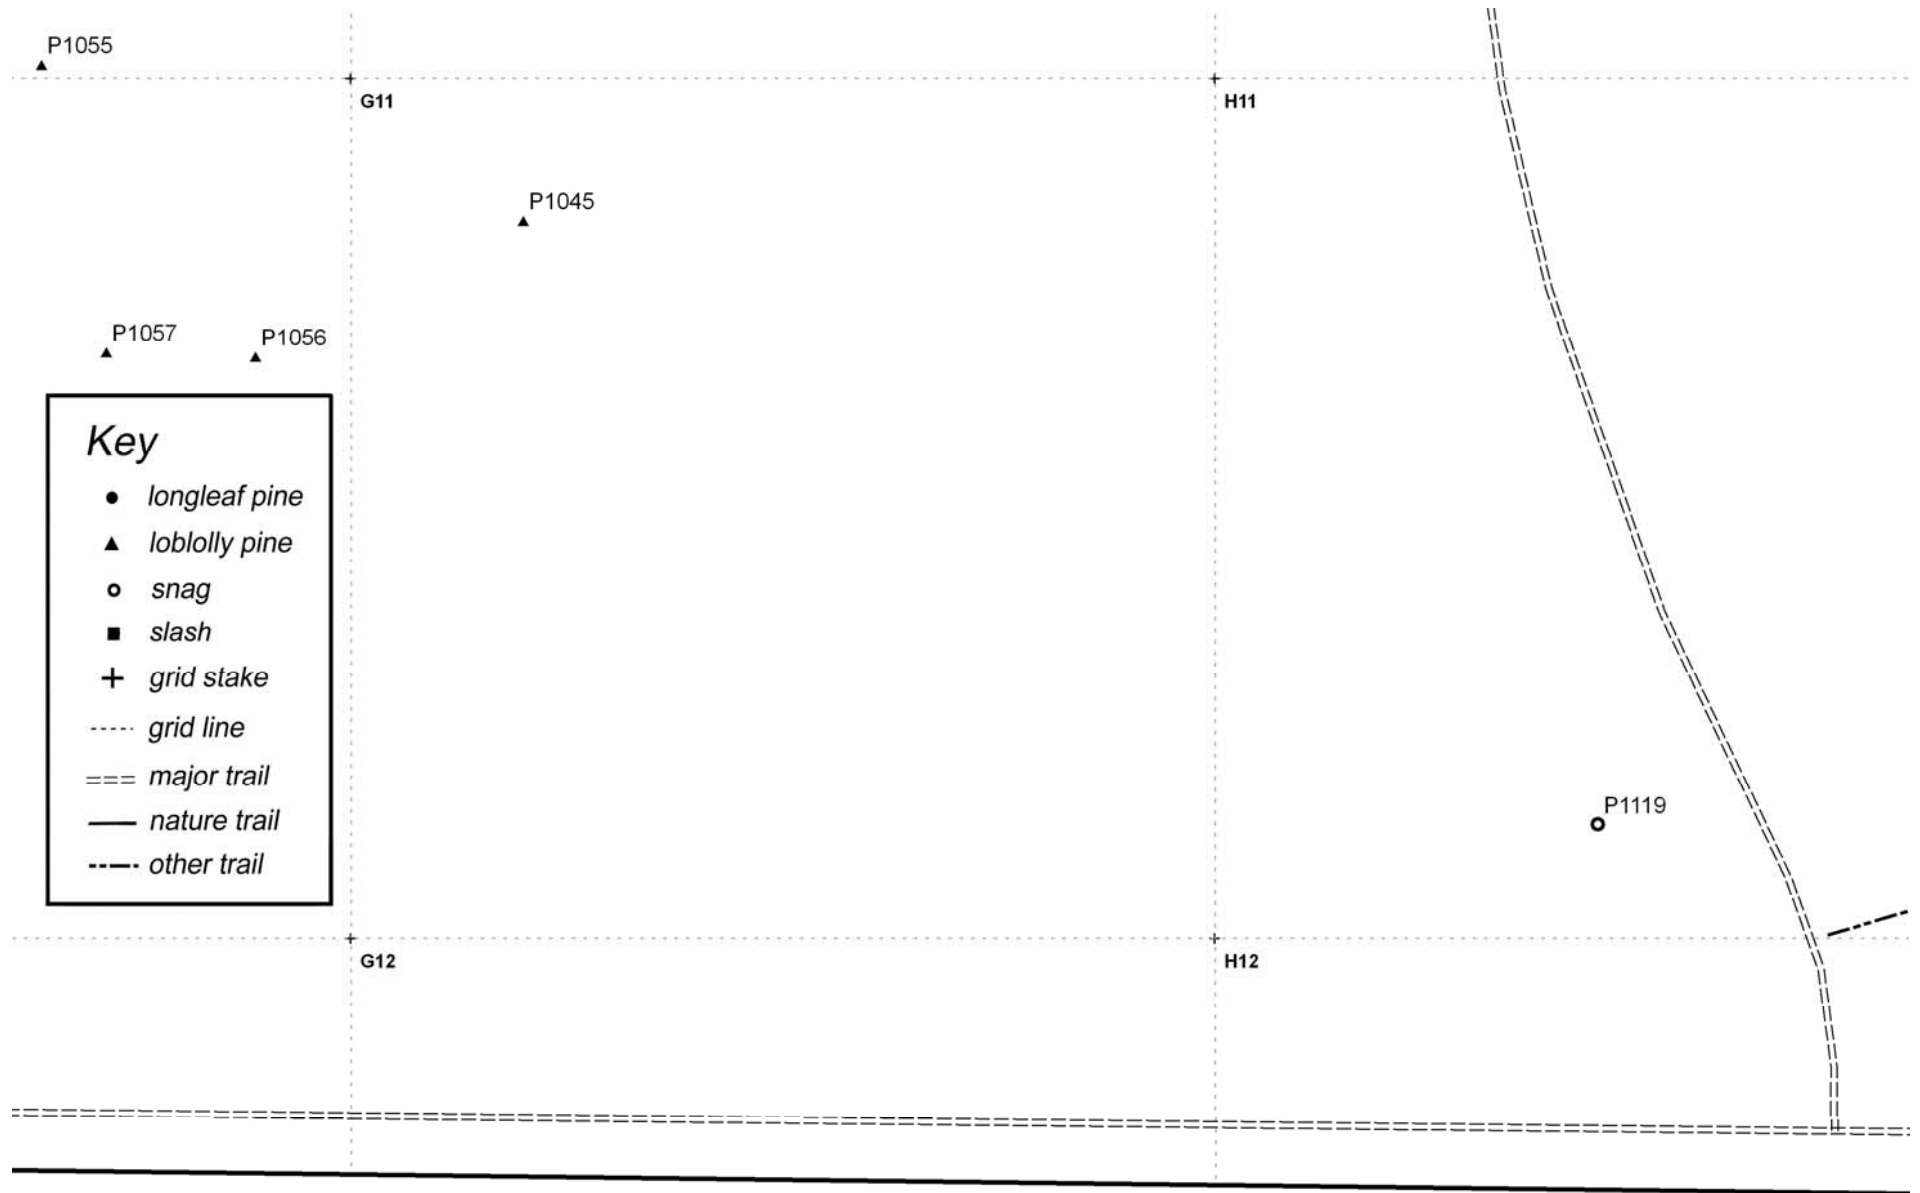 P1055
G11
H11
P1045
P1057
P1056
Key
longleaf pine
loblolly pine
snag
slash
grid stake
grid line
major trail
nature trail
other trail
P1119
G12
H12